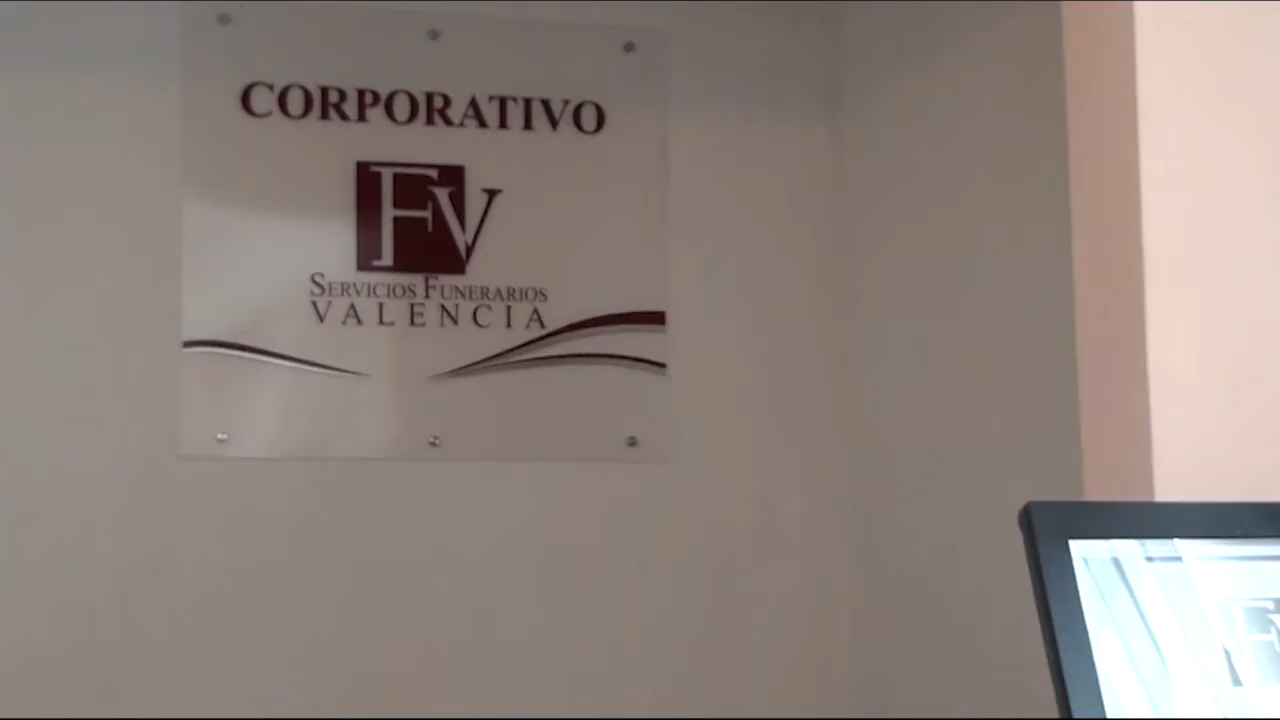 CORPORATIVO
FV
SERVICIOS FUNERARIOS
VALENCIA
F